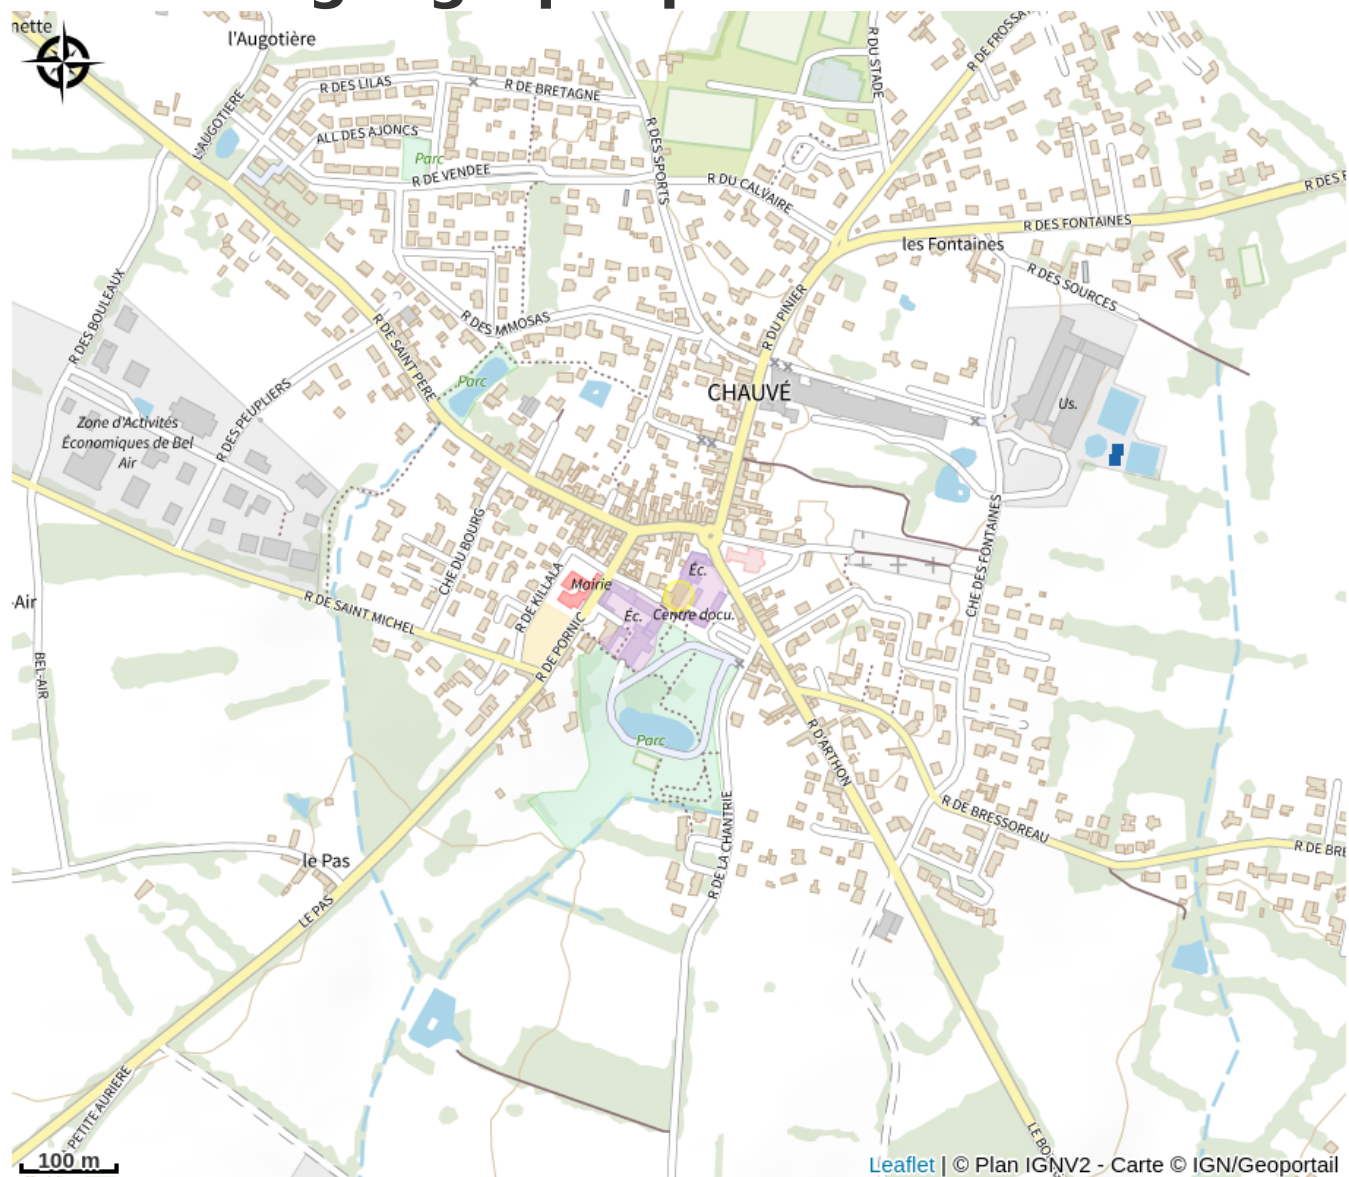 nette
l'Augotière
R DU STADE
R DE FROSSA
R DES LILAS
R DE BRETAGNE
L'AUGOTIERE
ALL DES AJONCS
R DES SPORTS
Parc
R DE VENDEE
R DU CALVAIRE
R DES F
R DES FONTAINES
les Fontaines
R DES SOURCES
R DES BOULEAUX
R DU PINIER
R DES MIMOSAS
R DE SAINT PERE
Parc
CHAUVÉ
R DES PEUPLIERS
Us.
Zone d'Activités
Économiques de Bel
Air
CHE DU BOURG
CHE DES FONTAINES
R DE KILLALA
Éc.
Mairie
-Air
R DE SAINT MICHEL
Éc.
Centre docu.
R DE PORNIC
BEL-AIR
Parc
R D'ARTHON
R DE BRESSOREAU
R DE LA CHANTRIE
R DE BRE
le Pas
LE PAS
PETITE AURIERE
LE BO
100 m
Leaflet | © Plan IGNV2 - Carte © IGN/Geoportail